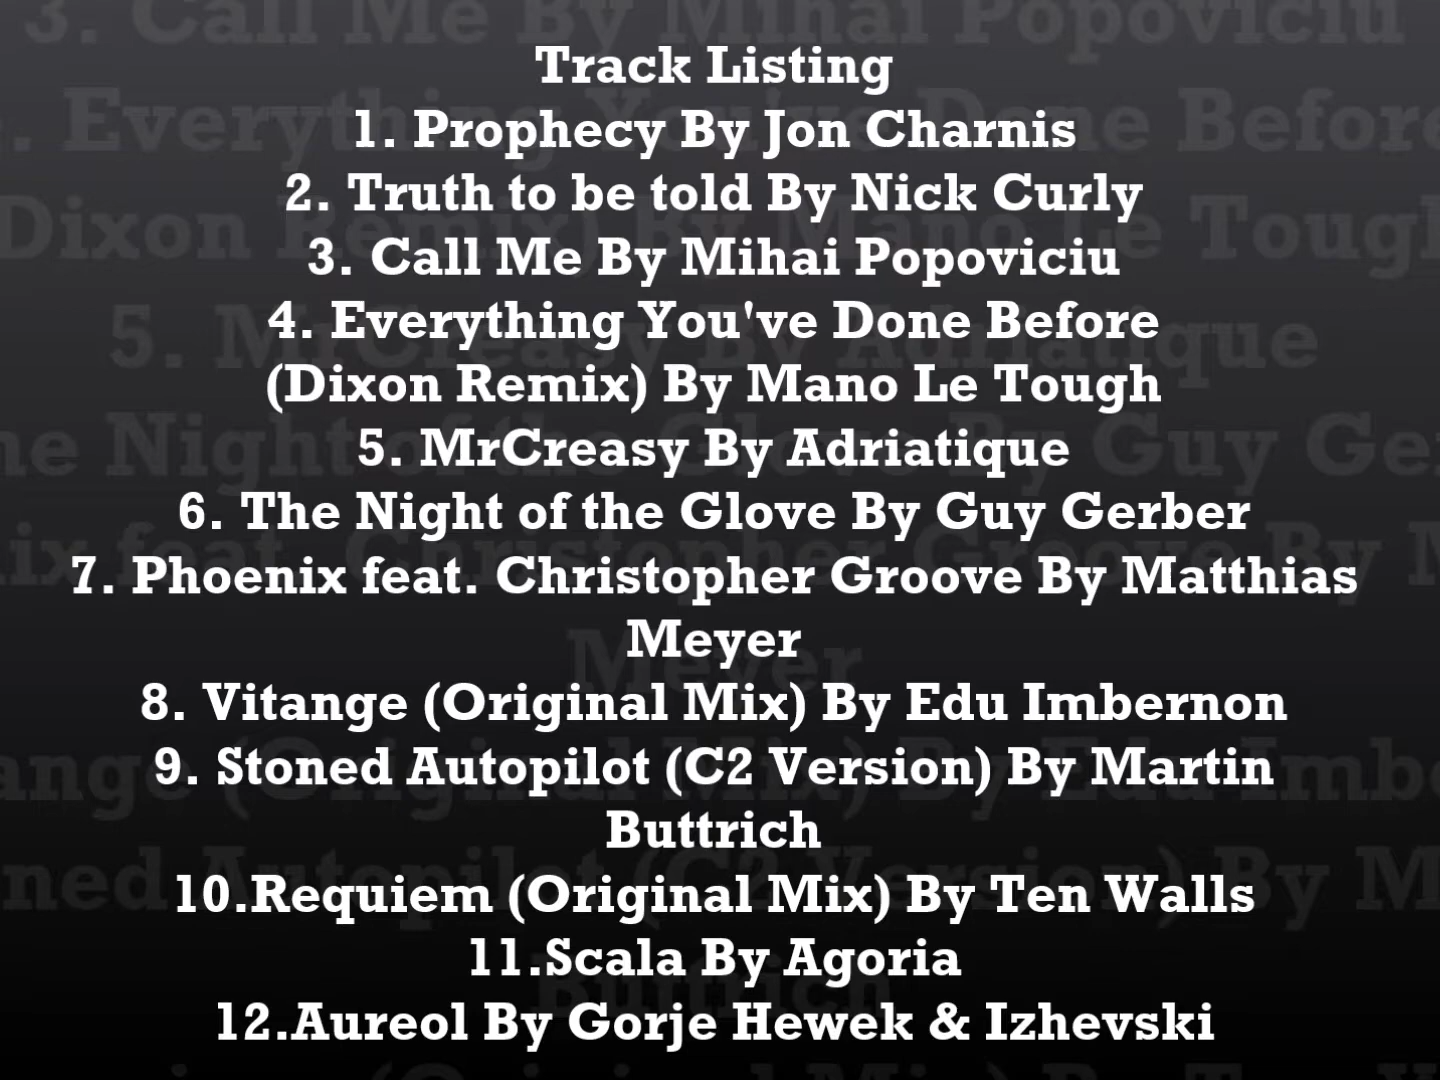 Track Listing
1. Prophecy By Jon Charnis
2. Truth to be told By Nick Curly
3. Call Me By Mihai Popoviciu
4. Everything You've Done Before
(Dixon Remix) By Mano Le Tough
5. MrCreasy By Adriatique
6. The Night of the Glove By Guy Gerber
7. Phoenix feat. Christopher Groove By Matthias
Meyer
8. Vitange (Original Mix) By Edu Imbernon
9. Stoned Autopilot (C2 Version) By Martin
Buttrich
10.Requiem (Original Mix) By Ten Walls
11.Scala By Agoria
12.Aureol By Gorje Hewek & Izhevski